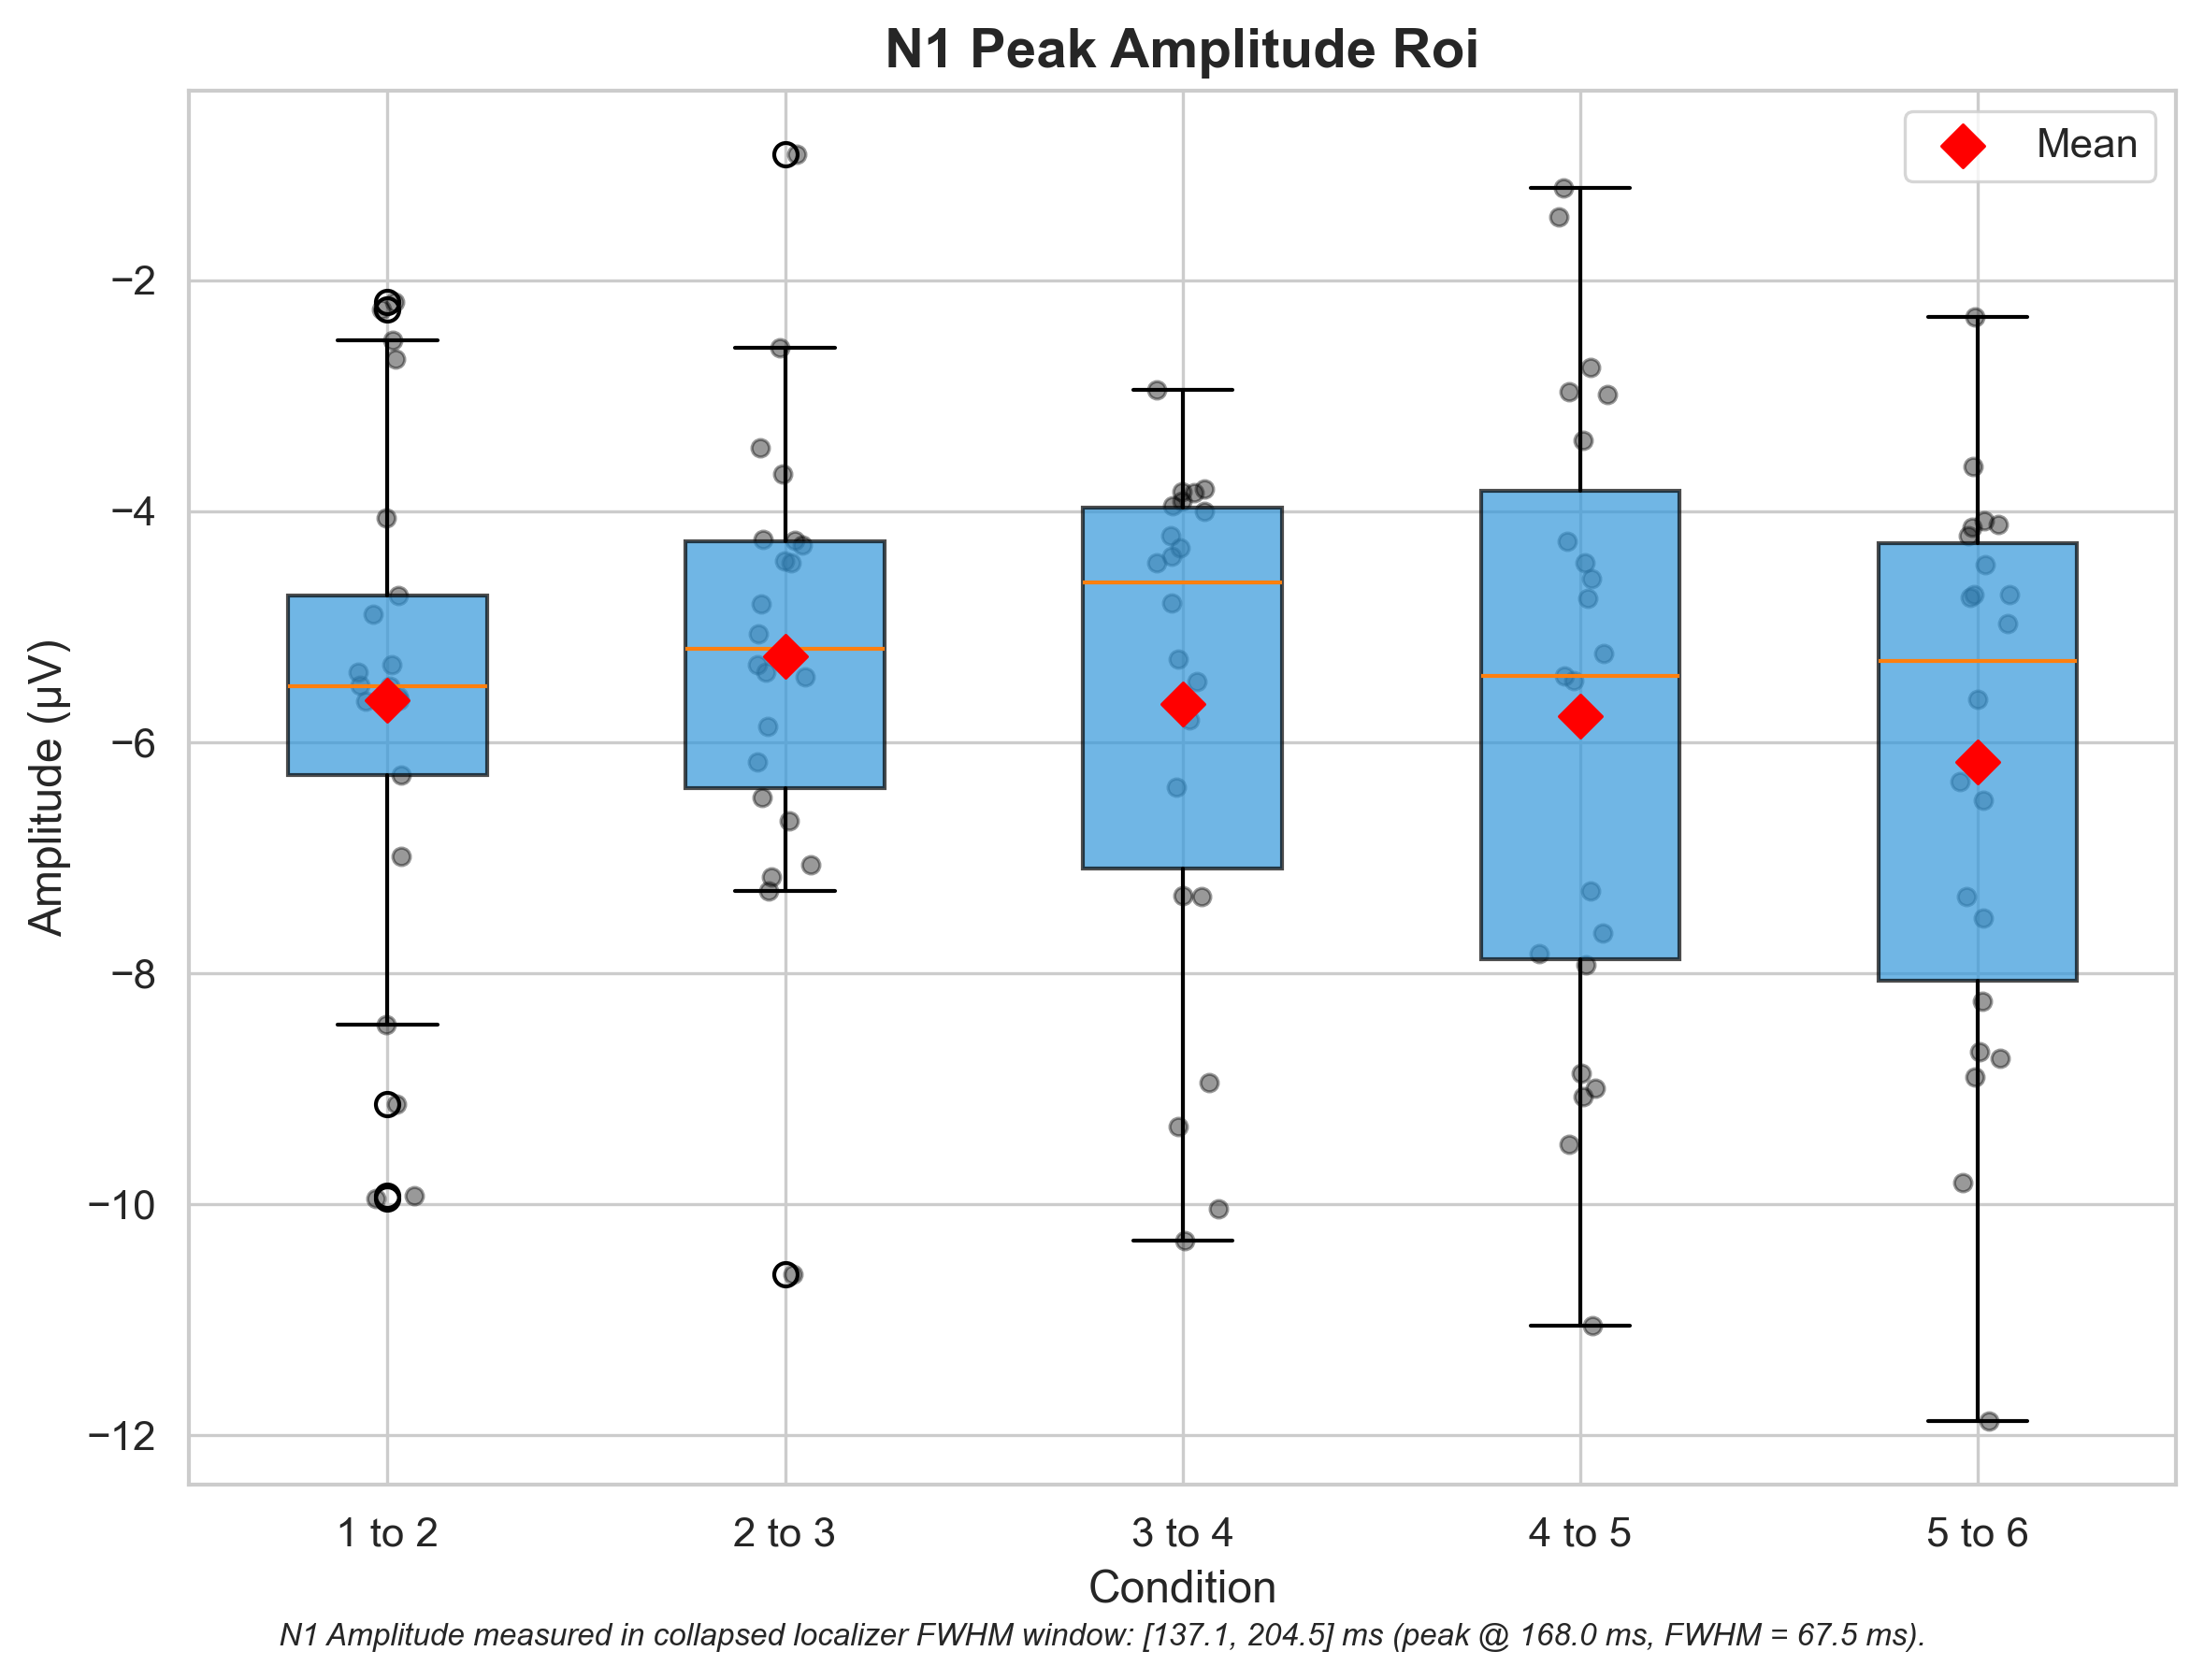 N1 Peak Amplitude Roi
Mean
Amplitude (µV)
−2
−4
−6
−8
−10
−12
1 to 2
2 to 3
3 to 4
4 to 5
5 to 6
Condition
N1 Amplitude measured in collapsed localizer FWHM window: [137.1, 204.5] ms (peak @ 168.0 ms, FWHM = 67.5 ms).